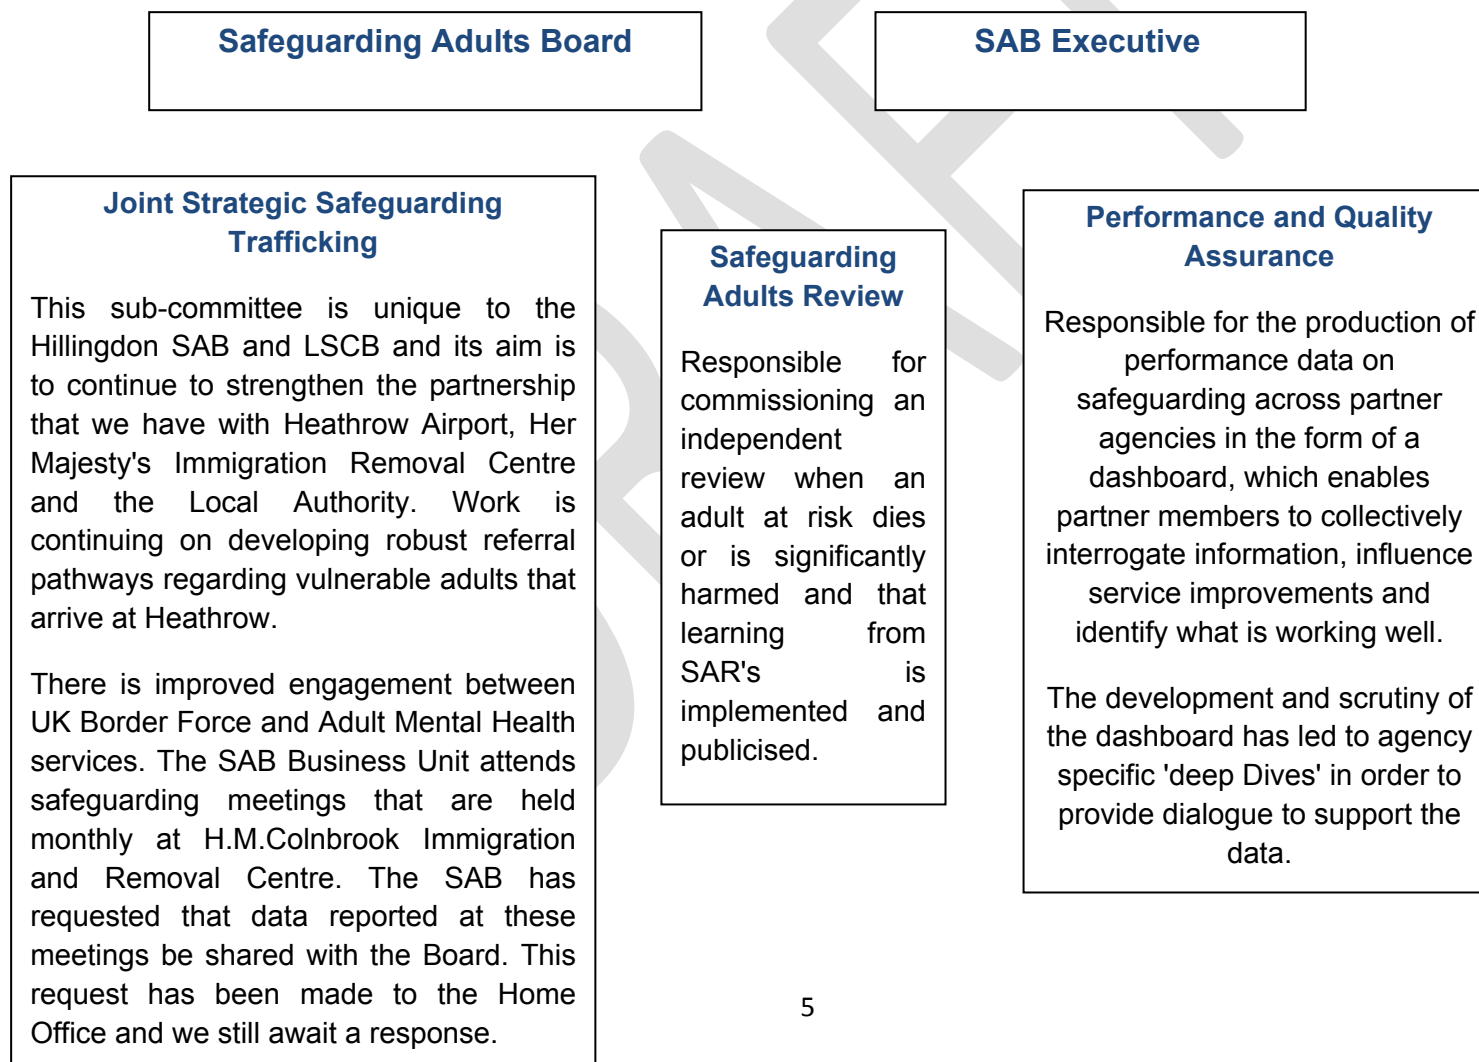 Safeguarding Adults Board
SAB Executive
Joint Strategic Safeguarding
Trafficking
This sub-committee is unique to the
Hillingdon SAB and LSCB and its aim is
to continue to strengthen the partnership
that we have with Heathrow Airport, Her
Majesty's Immigration Removal Centre
and the Local Authority. Work is
continuing on developing robust referral
pathways regarding vulnerable adults that
arrive at Heathrow.
There is improved engagement between
UK Border Force and Adult Mental Health
services. The SAB Business Unit attends
safeguarding meetings that are held
monthly at H.M.Colnbrook Immigration
and Removal Centre. The SAB has
requested that data reported at these
meetings be shared with the Board. This
request has been made to the Home
Office and we still await a response.
Safeguarding
Adults Review
Responsible for
commissioning an
independent
review when an
adult at risk dies
or is significantly
harmed and that
learning from
SAR's is
implemented and
publicised.
Performance and Quality
Assurance
Responsible for the production of
performance data on
safeguarding across partner
agencies in the form of a
dashboard, which enables
partner members to collectively
interrogate information, influence
service improvements and
identify what is working well.
The development and scrutiny of
the dashboard has led to agency
specific 'deep Dives' in order to
provide dialogue to support the
data.
5